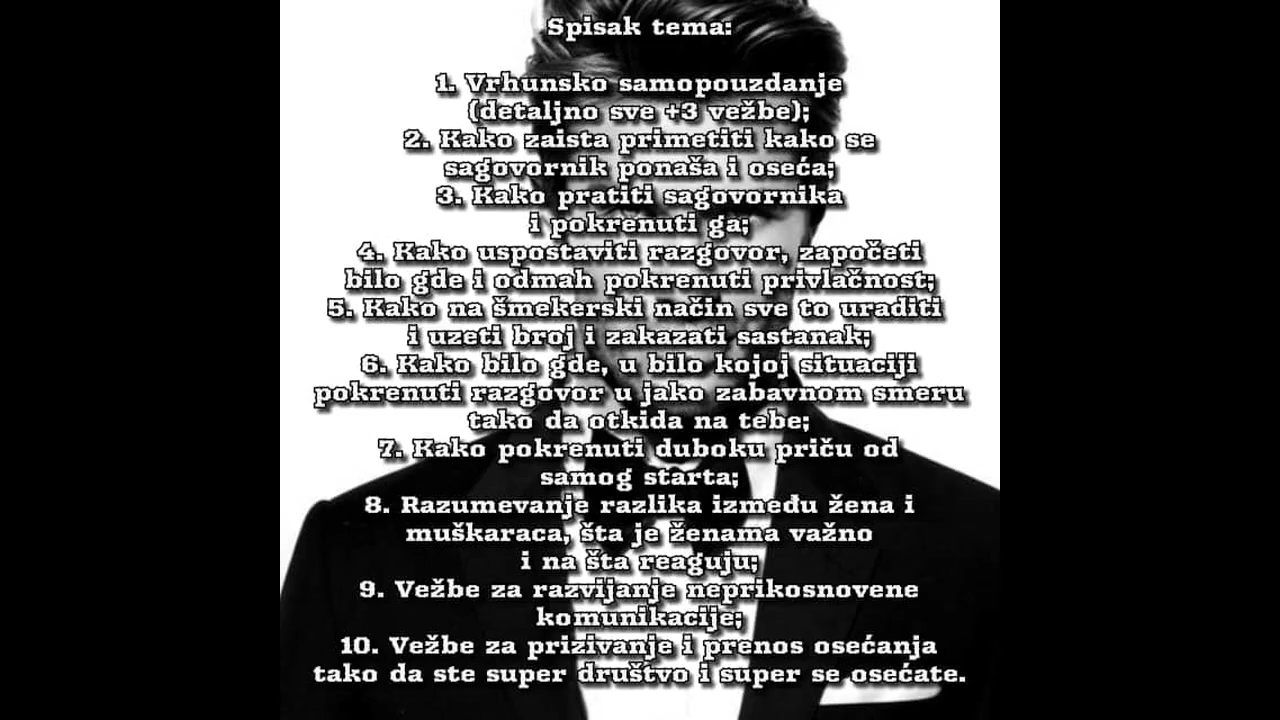 Spisak tema:
1. Vrhunsko samopouzdanje
(detaljno sve +3 vežbe);
2. Kako zaista primetiti kako se
sagovornik ponaša i oseća;
3. Kako pratiti sagovornika
i pokrenuti ga;
4. Kako uspostaviti razgovor, započeti
bilo gde i odmah pokrenuti privlačnost;
5. Kako na šmekerski način sve to uraditi
i uzeti broj i zakazati sastanak;
6. Kako bilo gde, u bilo kojoj situaciji
pokrenuti razgovor u jako zabavnom smeru
tako da otkida na tebe;
7. Kako pokrenuti duboku priču od
samog starta;
8. Razumevanje razlika između žena i
muškaraca, šta je ženama važno
i na šta reaguju;
9. Vežbe za razvijanje neprikosnovene
komunikacije;
10. Vežbe za prizivanje i prenos osećanja
tako da ste super društvo i super se osećate.